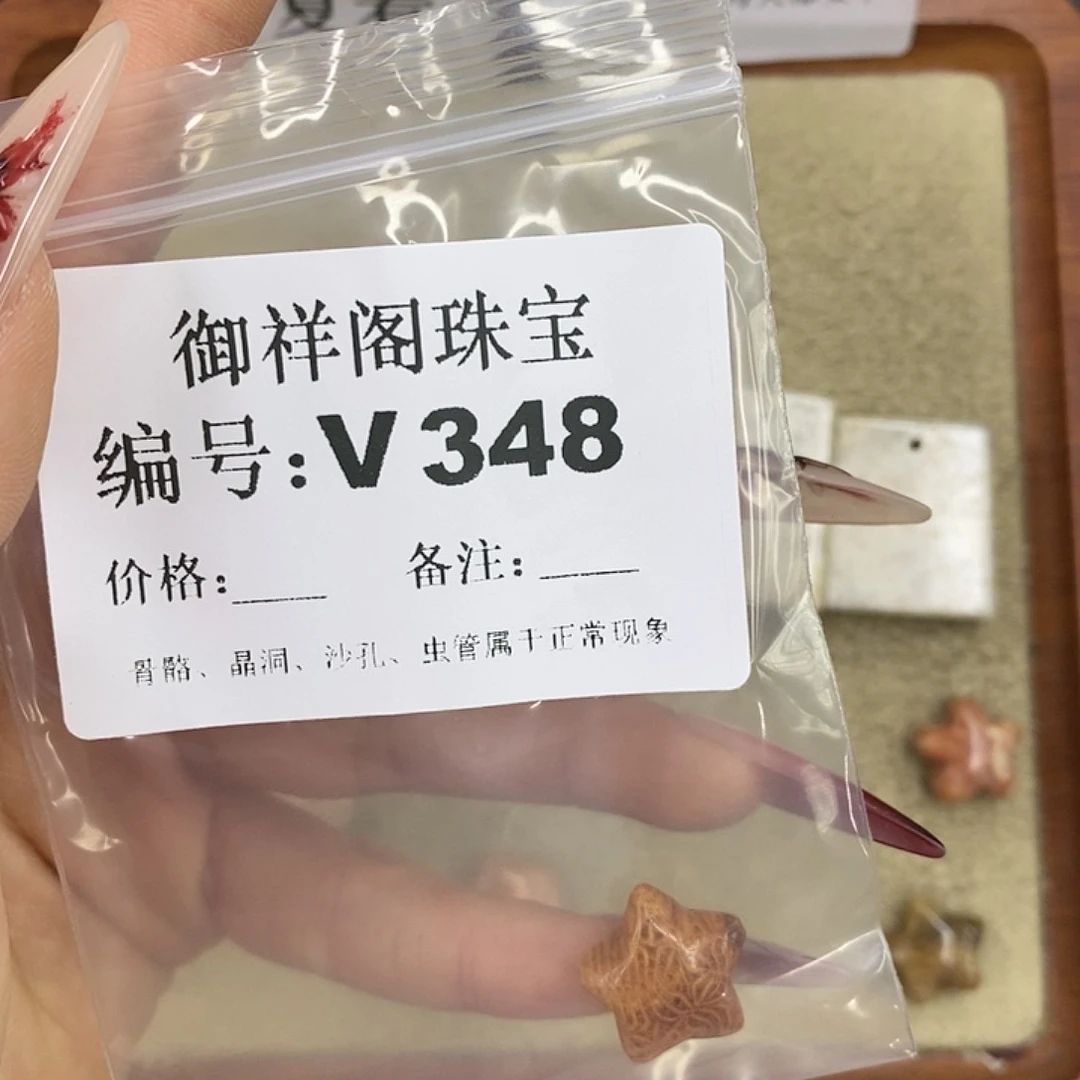 御祥阁珠宝
编号:V348
价格:____ 备注:____
骨骼、晶洞、沙孔、虫管属于正常现象